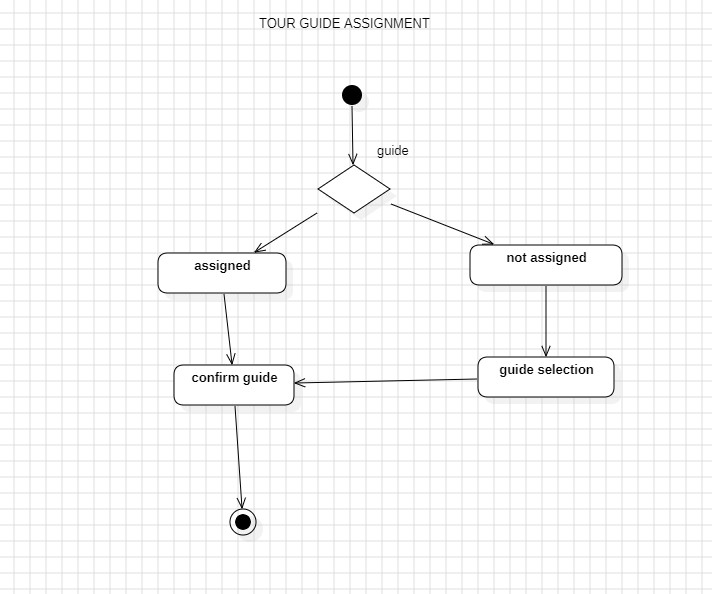 TOUR GUIDE ASSIGNMENT
guide
assigned
not assigned
confirm guide
guide selection